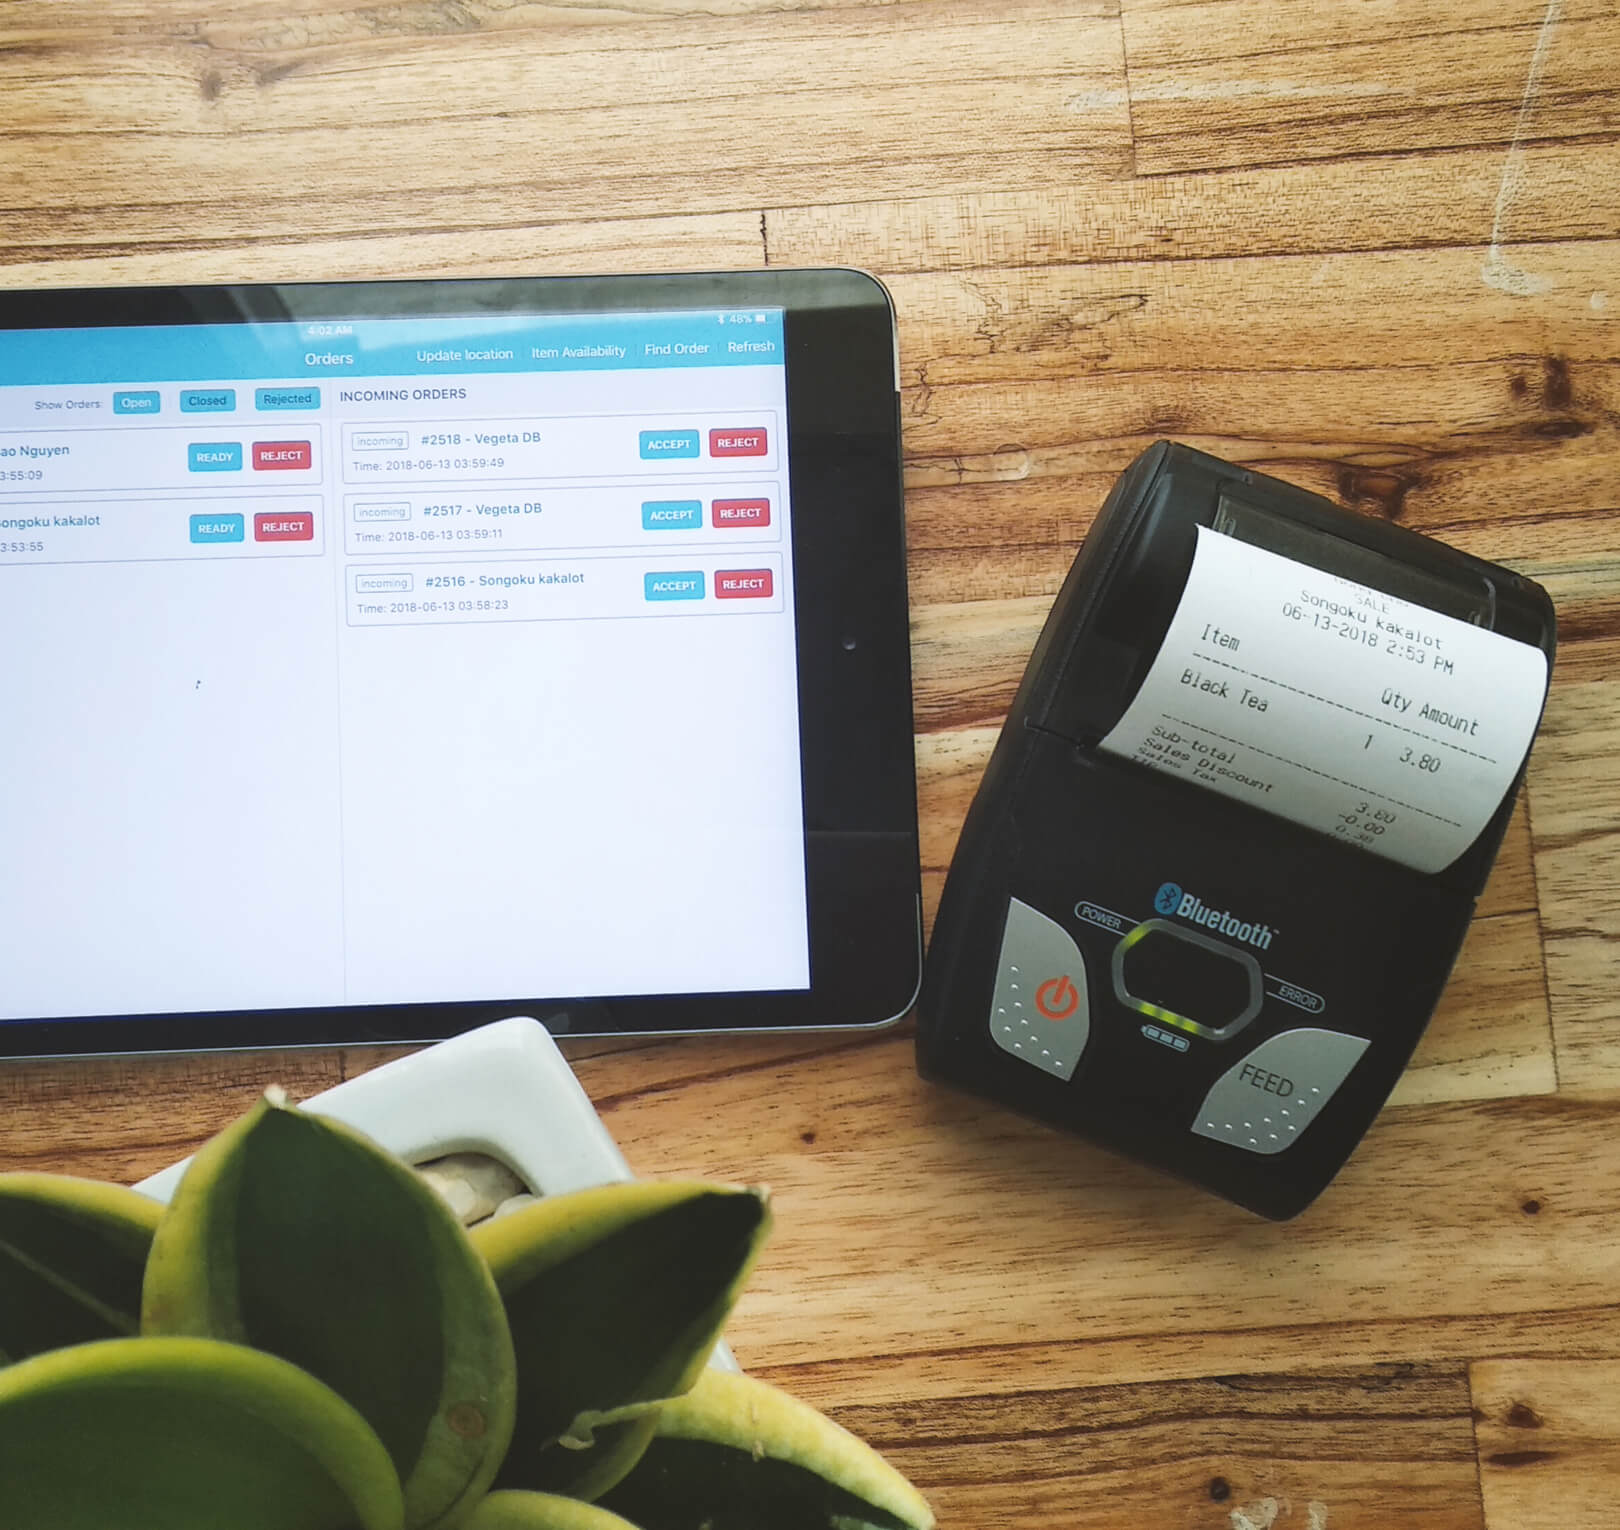 4:02 AM
48%
Orders
Update location
Item Availability
Find Order
Refresh
Show Orders:
Open
Closed
Rejected
ao Nguyen
3:55:09
READY
REJECT
ongoku kakalot
3:53:55
READY
REJECT
INCOMING ORDERS
incoming
#2518 - Vegeta DB
Time: 2018-06-13 03:59:49
ACCEPT
REJECT
incoming
#2517 - Vegeta DB
Time: 2018-06-13 03:59:11
ACCEPT
REJECT
incoming
#2516 - Songoku kakalot
Time: 2018-06-13 03:58:23
ACCEPT
REJECT
SALE
Songoku kakalot
06-13-2018 2:53 PM
Item Qty Amount
Black Tea 1 3.80
Sub-total 3.80
Sales Discount -0.00
Sales Tax 0.38
Bluetooth™
POWER
ERROR
FEED